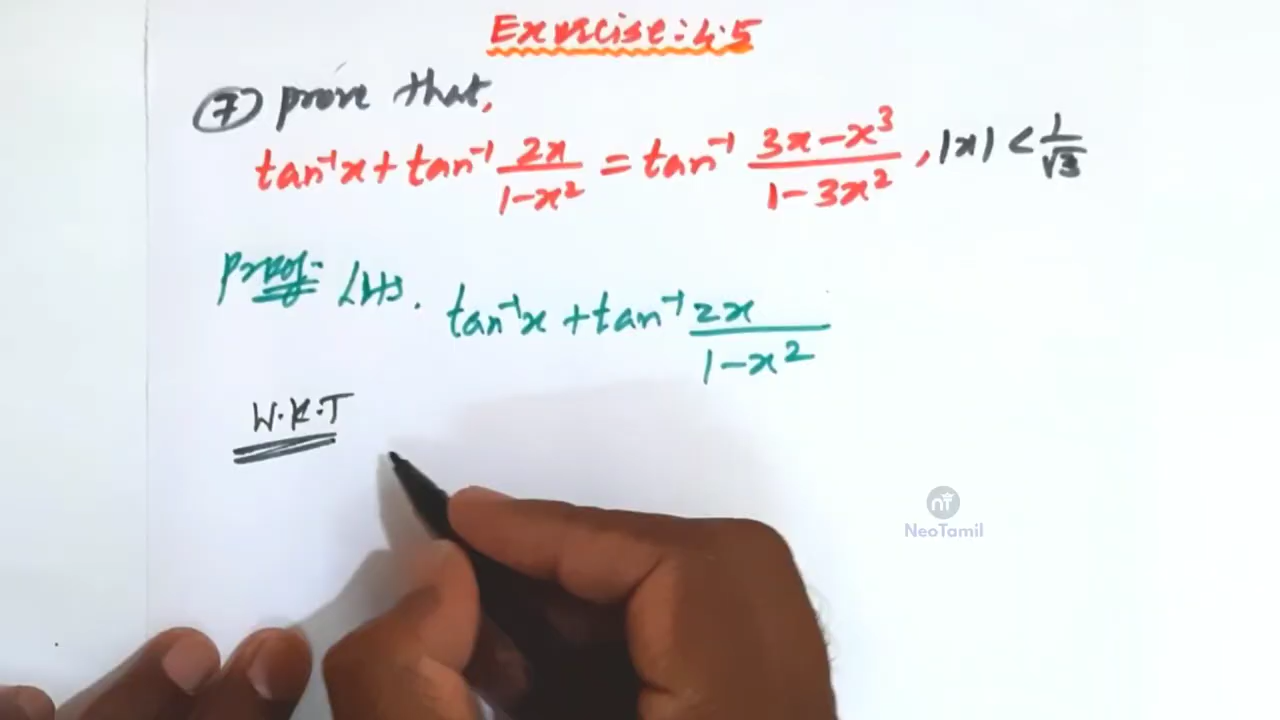 Exercise: 4.5
⑦ prove that,
tan⁻¹x + tan⁻¹ 2x/(1-x²) = tan⁻¹ (3x-x³)/(1-3x²), |x| < 1/√3
Proof:- LHS. tan⁻¹x + tan⁻¹ 2x/(1-x²)
W.K.T
NT
NeoTamil